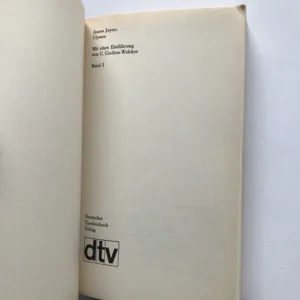 James Joyce:
Ulysses
Mit einer Einführung
von C. Giedion-Welcker
Band I
Deutscher
Taschenbuch
Verlag
dtv